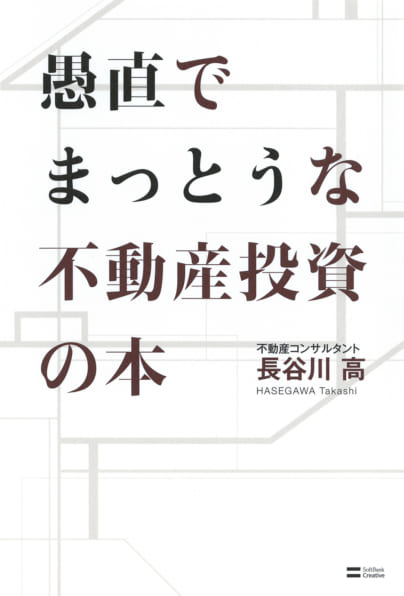 愚直で
まっとうな
不動産投資
の本
不動産コンサルタント
長谷川 高
HASEGAWA Takashi
SoftBank
Creative